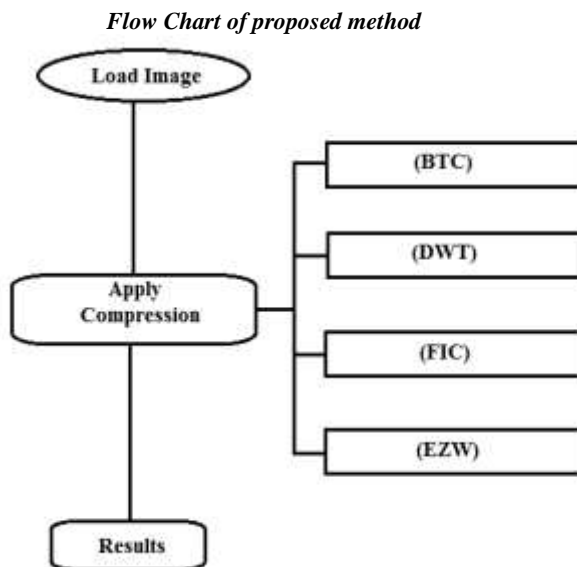 Flow Chart of proposed method
Load Image
Apply
Compression
(BTC)
(DWT)
(FIC)
(EZW)
Results